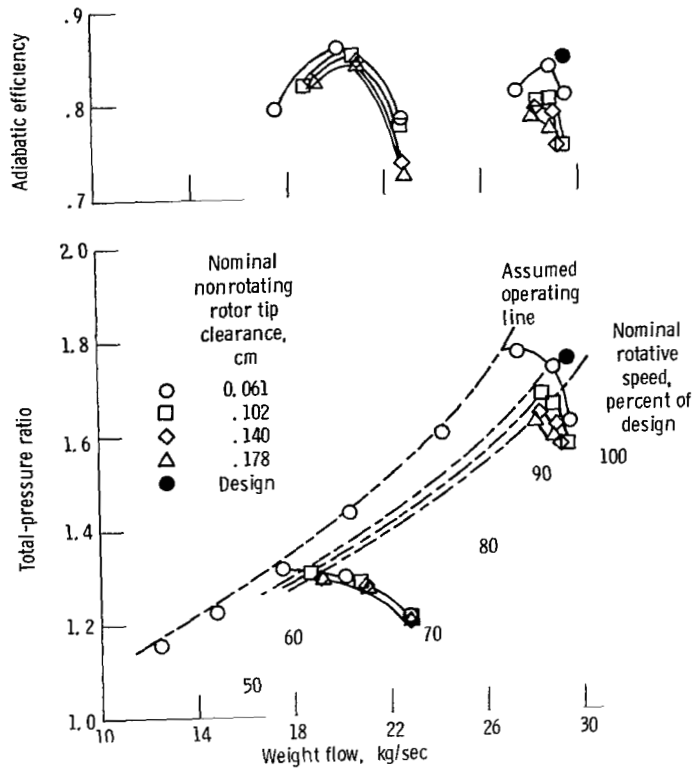 Adiabatic efficiency
.9
.8
.7
Total-pressure ratio
2.0
1.8
1.6
1.4
1.2
1.0
Nominal
nonrotating
rotor tip
clearance,
cm
0.061
.102
.140
.178
Design
Assumed
operating
line
Nominal
rotative
speed,
percent of
design
100
90
80
70
60
50
10 14 18 22 26 30
Weight flow, kg/sec